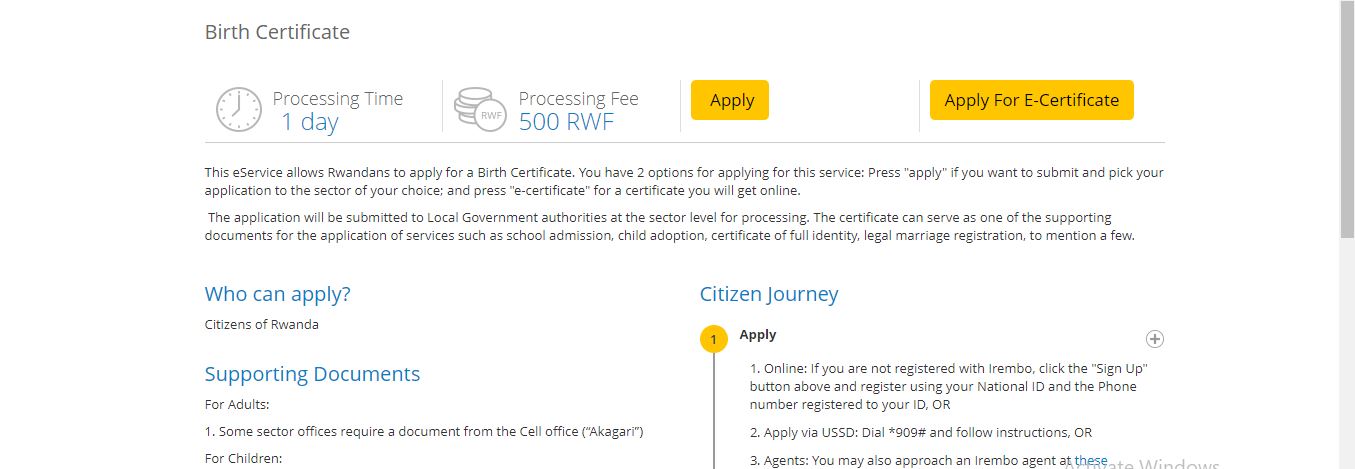 Birth Certificate
Processing Time
1 day
RWF
Processing Fee
500 RWF
Apply
Apply For E-Certificate
This eService allows Rwandans to apply for a Birth Certificate. You have 2 options for applying for this service: Press "apply" if you want to submit and pick your
application to the sector of your choice; and press "e-certificate" for a certificate you will get online.
The application will be submitted to Local Government authorities at the sector level for processing. The certificate can serve as one of the supporting
documents for the application of services such as school admission, child adoption, certificate of full identity, legal marriage registration, to mention a few.
Who can apply?
Citizens of Rwanda
Supporting Documents
For Adults:
1. Some sector offices require a document from the Cell office (“Akagari”)
For Children:
Citizen Journey
1
Apply
1. Online: If you are not registered with Irembo, click the "Sign Up"
button above and register using your National ID and the Phone
number registered to your ID, OR
2. Apply via USSD: Dial *909# and follow instructions, OR
3. Agents: You may also approach an Irembo agent at these
Activate Windows